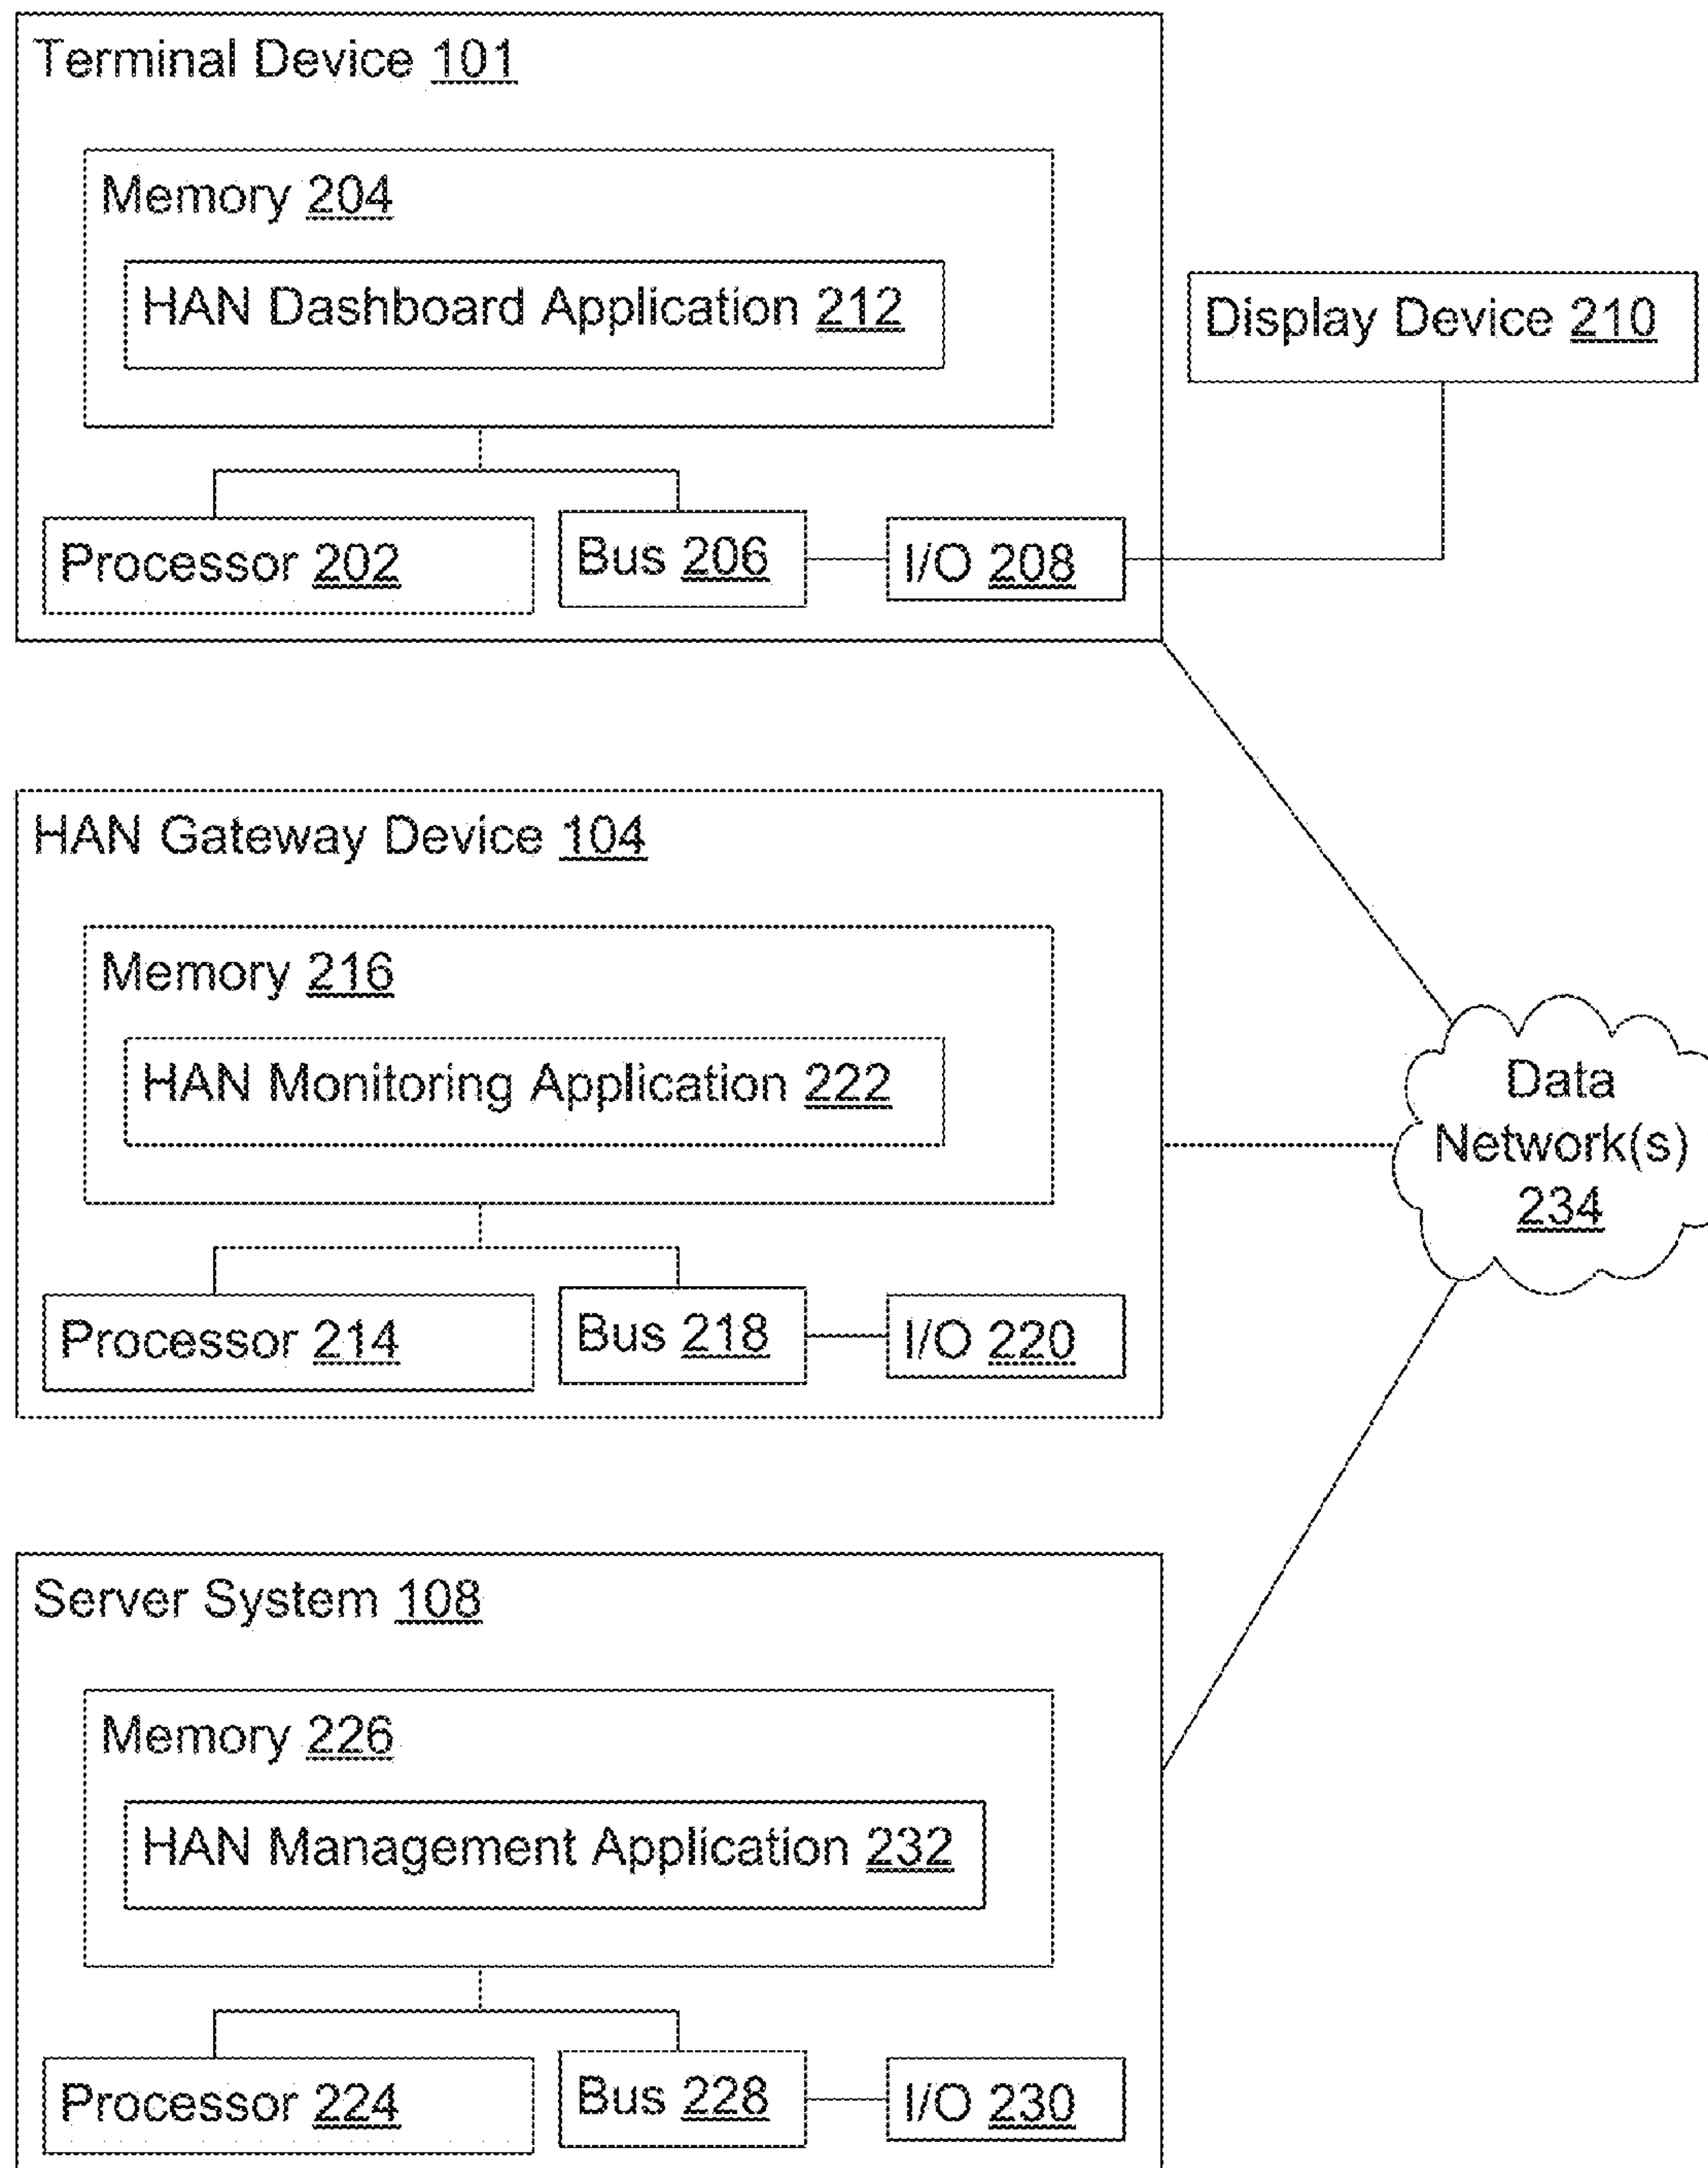 Terminal Device 101
Memory 204
HAN Dashboard Application 212
Display Device 210
Processor 202
Bus 206
I/O 208
HAN Gateway Device 104
Memory 216
HAN Monitoring Application 222
Data
Network(s)
234
Processor 214
Bus 218
I/O 220
Server System 108
Memory 226
HAN Management Application 232
Processor 224
Bus 228
I/O 230